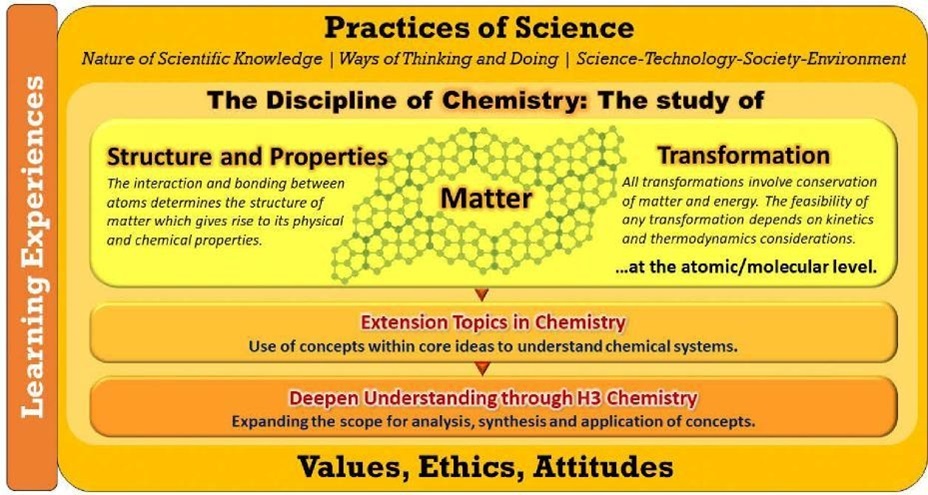 Learning Experiences
Practices of Science
Nature of Scientific Knowledge | Ways of Thinking and Doing | Science-Technology-Society-Environment
The Discipline of Chemistry: The study of
Structure and Properties
The interaction and bonding between
atoms determines the structure of
matter which gives rise to its physical
and chemical properties.
Matter
Transformation
All transformations involve conservation
of matter and energy. The feasibility of
any transformation depends on kinetics
and thermodynamics considerations.
...at the atomic/molecular level.
Extension Topics in Chemistry
Use of concepts within core ideas to understand chemical systems.
Deepen Understanding through H3 Chemistry
Expanding the scope for analysis, synthesis and application of concepts.
Values, Ethics, Attitudes